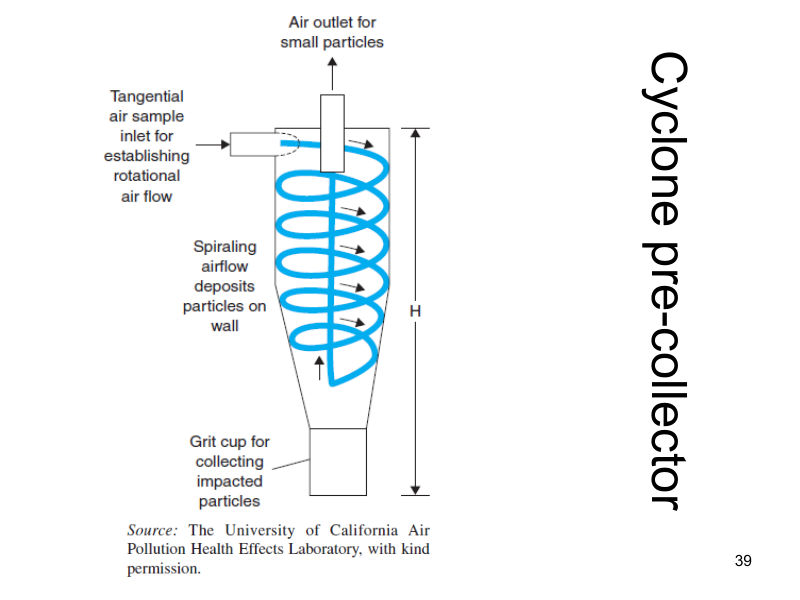 Air outlet for
small particles
Tangential
air sample
inlet for
establishing
rotational
air flow
Spiraling
airflow
deposits
particles on
wall
H
Grit cup for
collecting
impacted
particles
Source: The University of California Air
Pollution Health Effects Laboratory, with kind
permission.
Cyclone pre-collector
39